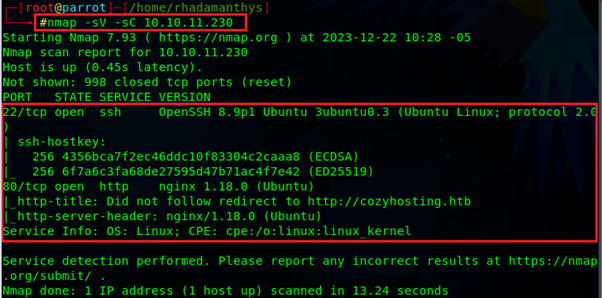 [root@parrot]-[/home/rhadamanthys]
#nmap -sV -sC 10.10.11.230
Starting Nmap 7.93 ( https://nmap.org ) at 2023-12-22 10:28 -05
Nmap scan report for 10.10.11.230
Host is up (0.45s latency).
Not shown: 998 closed tcp ports (reset)
PORT   STATE SERVICE VERSION
22/tcp open  ssh     OpenSSH 8.9p1 Ubuntu 3ubuntu0.3 (Ubuntu Linux; protocol 2.0
)
| ssh-hostkey:
|   256 4356bca7f2ec46ddc10f83304c2caaa8 (ECDSA)
|_  256 6f7a6c3fa68de27595d47b71ac4f7e42 (ED25519)
80/tcp open  http    nginx 1.18.0 (Ubuntu)
|_http-title: Did not follow redirect to http://cozyhosting.htb
|_http-server-header: nginx/1.18.0 (Ubuntu)
Service Info: OS: Linux; CPE: cpe:/o:linux:linux_kernel
Service detection performed. Please report any incorrect results at https://nmap
.org/submit/ .
Nmap done: 1 IP address (1 host up) scanned in 13.24 seconds